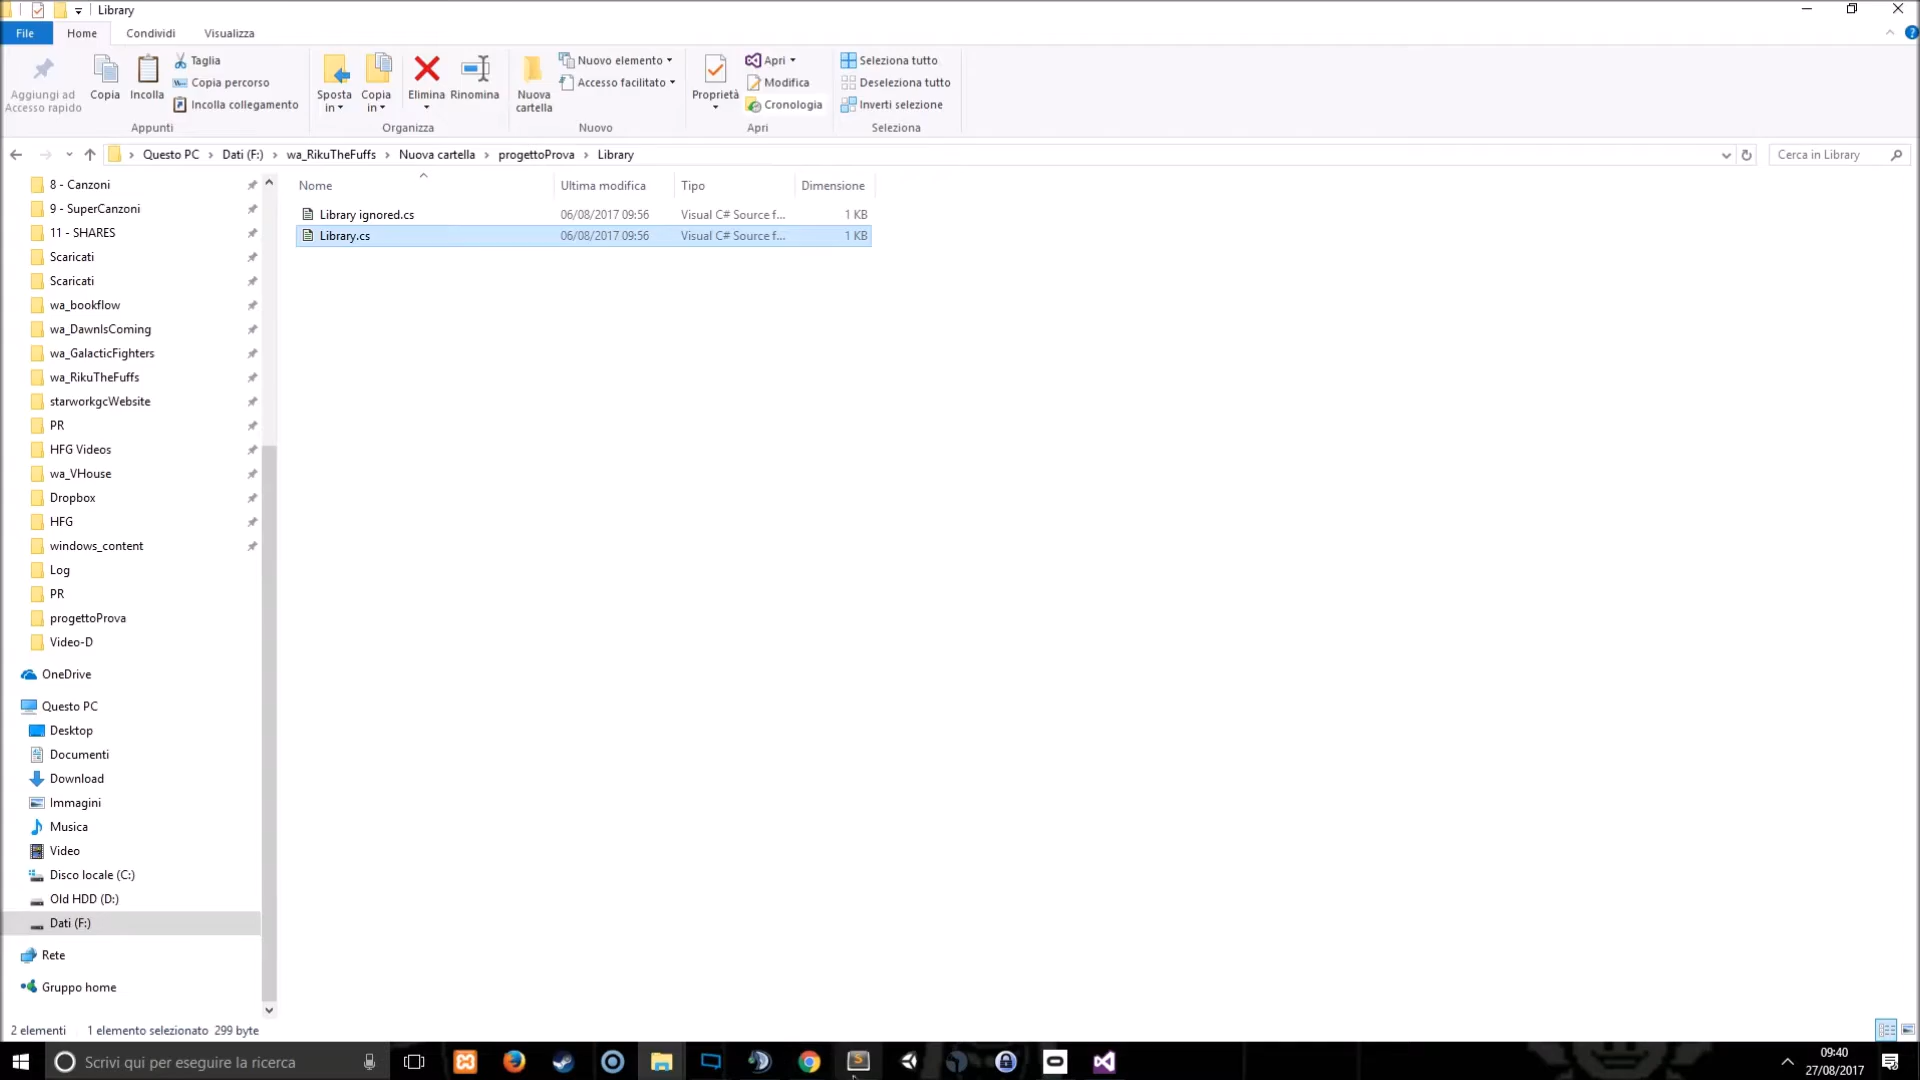 Library
File Home Condividi Visualizza
Aggiungi ad Accesso rapido
Copia
Incolla
Taglia
Copia percorso
Incolla collegamento
Appunti
Sposta in
Copia in
Elimina
Rinomina
Organizza
Nuova cartella
Nuovo elemento
Accesso facilitato
Nuovo
Proprietà
Apri
Modifica
Cronologia
Apri
Seleziona tutto
Deseleziona tutto
Inverti selezione
Seleziona
Questo PC > Dati (F:) > wa_RikuTheFuffs > Nuova cartella > progettoProva > Library
Cerca in Library
8 - Canzoni
9 - SuperCanzoni
11 - SHARES
Scaricati
Scaricati
wa_bookflow
wa_DawnIsComing
wa_GalacticFighters
wa_RikuTheFuffs
starworkgcWebsite
PR
HFG Videos
wa_VHouse
Dropbox
HFG
windows_content
Log
PR
progettoProva
Video-D
OneDrive
Questo PC
Desktop
Documenti
Download
Immagini
Musica
Video
Disco locale (C:)
Old HDD (D:)
Dati (F:)
Rete
Gruppo home
Nome Ultima modifica Tipo Dimensione
Library ignored.cs 06/08/2017 09:56 Visual C# Source f... 1 KB
Library.cs 06/08/2017 09:56 Visual C# Source f... 1 KB
2 elementi 1 elemento selezionato 299 byte
Scrivi qui per eseguire la ricerca
09:40
27/08/2017